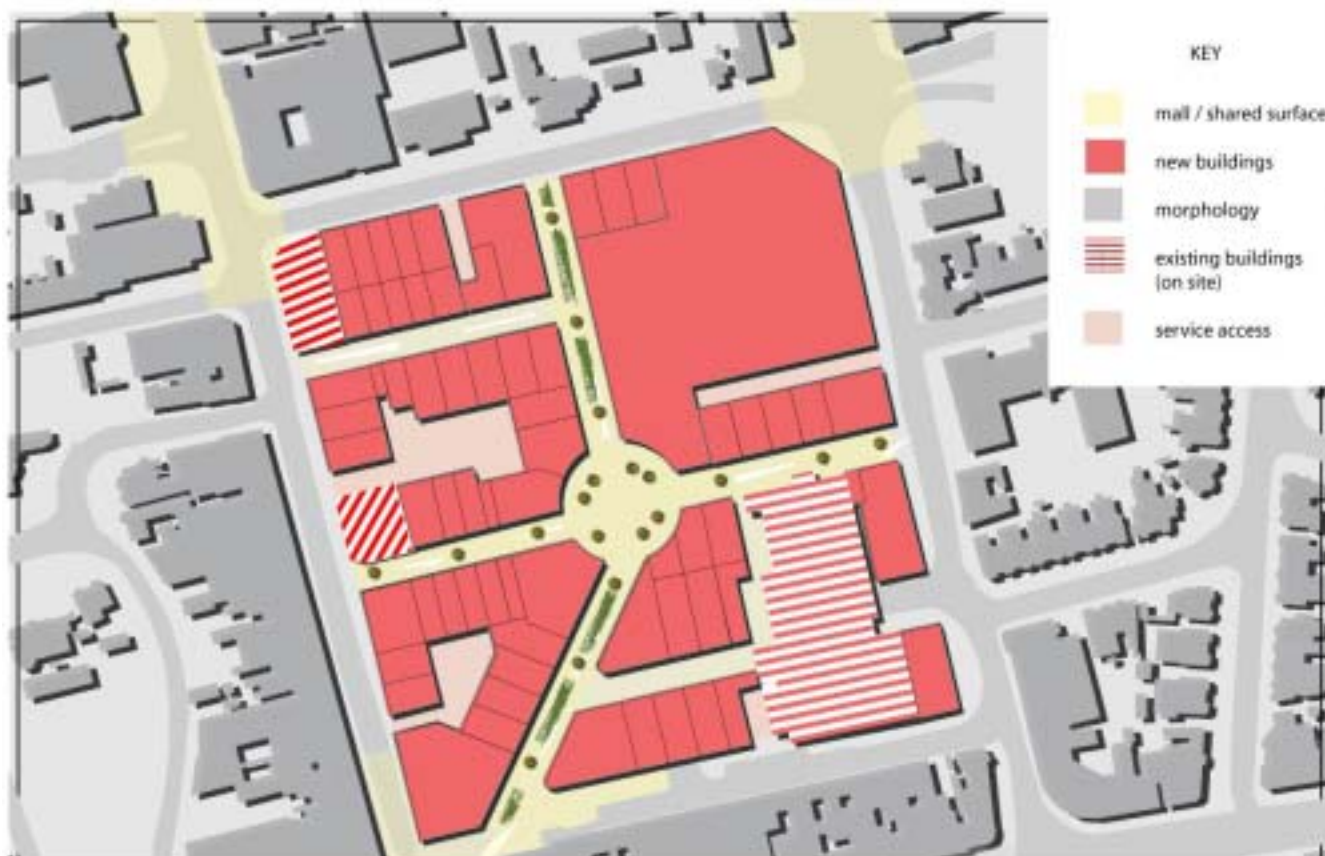 KEY
mall / shared surface
new buildings
morphology
existing buildings
(on site)
service access